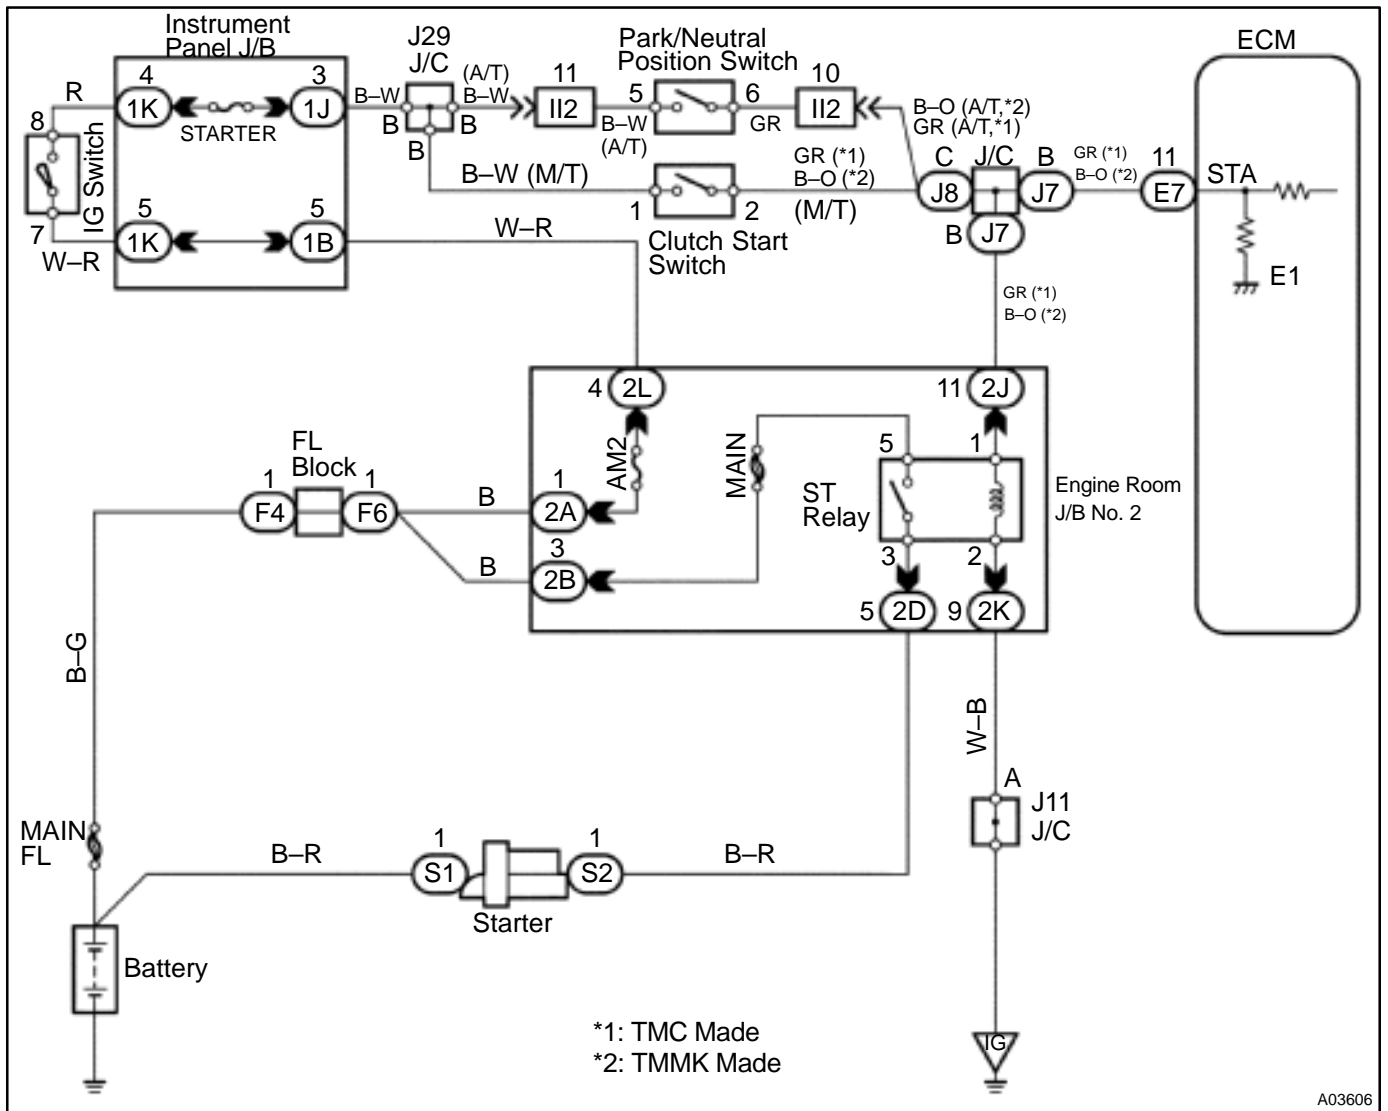 Instrument
Panel J/B
J29
J/C
Park/Neutral
Position Switch
ECM
R
4
1K
STARTER
3
1J
B–W
B
B
B
(A/T)
B–W
11
II2
5
B–W
(A/T)
6
GR
10
II2
B–O (A/T,*2)
GR (A/T,*1)
8
IG Switch
7
W–R
5
1K
5
1B
W–R
B–W (M/T)
1
2
Clutch Start
Switch
GR (*1)
B–O (*2)
(M/T)
C
J8
J/C
B
J7
B
J7
GR (*1)
B–O (*2)
11
E7
STA
E1
GR (*1)
B–O (*2)
4
2L
11
2J
FL
Block
1
F4
1
F6
B
1
2A
AM2
MAIN
5
1
ST
Relay
Engine Room
J/B No. 2
B
3
2B
3
2
5
2D
9
2K
B–G
W–B
A
J11
J/C
MAIN
FL
B–R
1
S1
1
S2
B–R
Starter
Battery
*1: TMC Made
*2: TMMK Made
IG
A03606